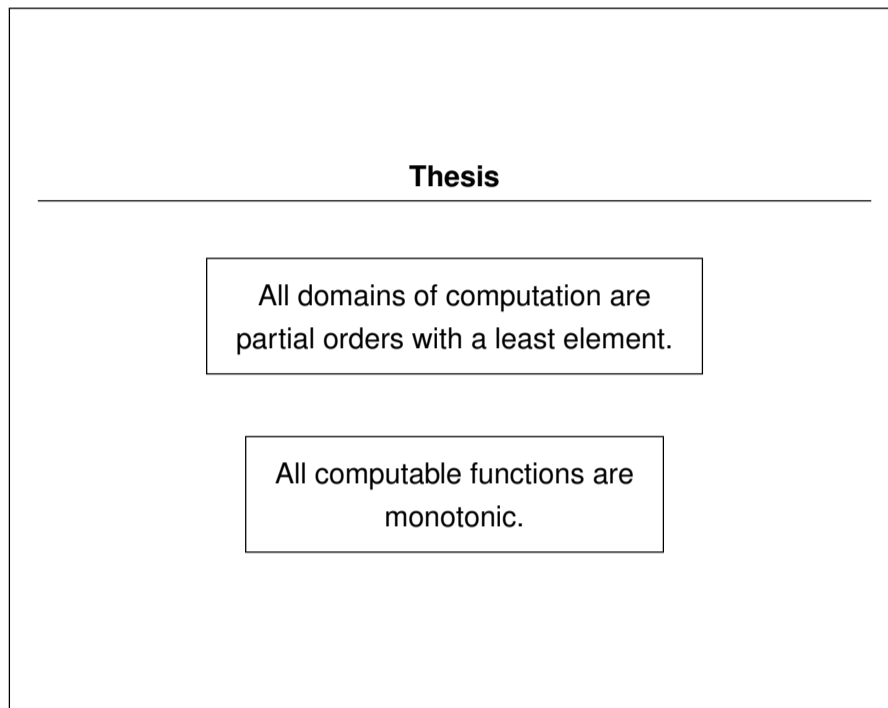 Thesis
All domains of computation are
partial orders with a least element.
All computable functions are
monotonic.